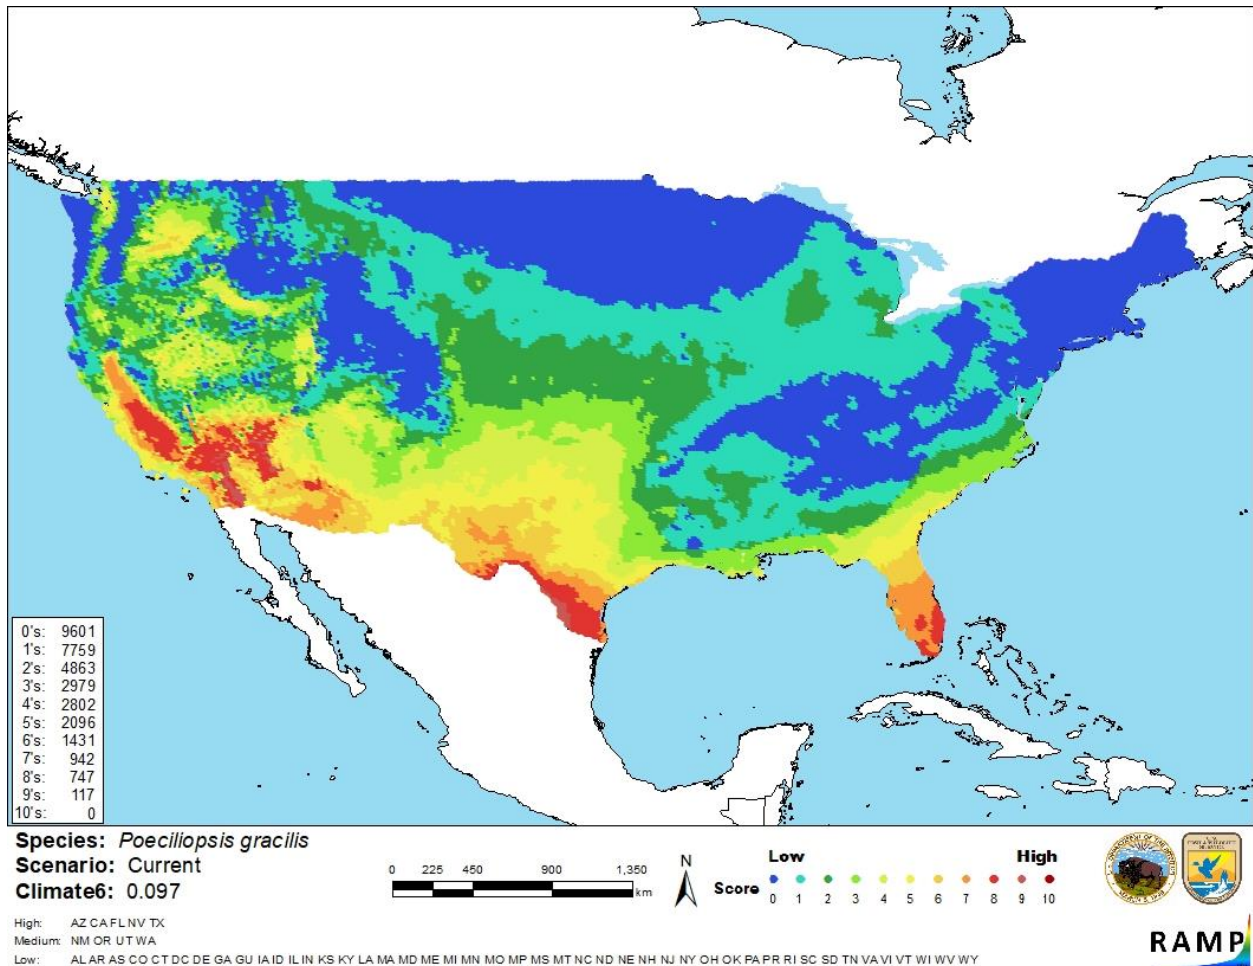 0's: 9601
1's: 7759
2's: 4863
3's: 2979
4's: 2802
5's: 2096
6's: 1431
7's: 942
8's: 747
9's: 117
10's: 0
Species: Poeciliopsis gracilis
Scenario: Current
Climate6: 0.097
0 225 450 900 1,350
km
N
Low High
Score 0 1 2 3 4 5 6 7 8 9 10
High: AZ CA FL NV TX
Medium: NM OR UT WA
Low: AL AR AS CO CT DC DE GA GU IA ID IL IN KS KY LA MA MD ME MI MN MO MP MS MT NC ND NE NH NJ NY OH OK PA PR RI SC SD TN VA VI VT WI WV WY
RAMP